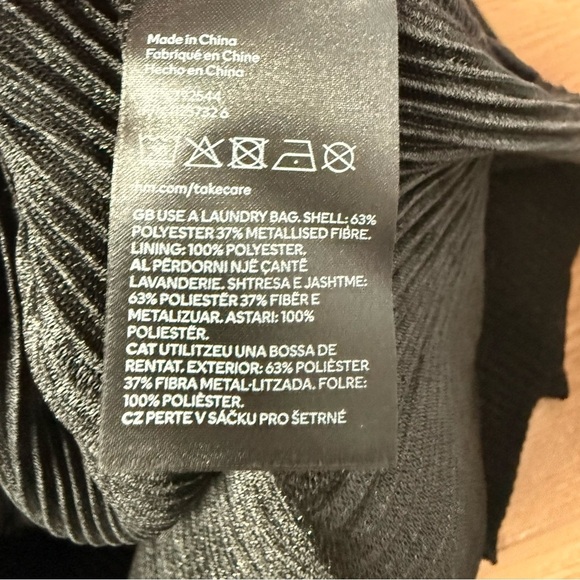 Made in China
Fabriqué en Chine
Hecho en China
hm.com/takecare
GB USE A LAUNDRY BAG. SHELL: 63%
POLYESTER 37% METALLISED FIBRE.
LINING: 100% POLYESTER.
AL PËRDORNI NJË ÇANTË
LAVANDERIE. SHTRESA E JASHTME:
63% POLIESTËR 37% FIBËR E
METALIZUAR. ASTARI: 100%
POLIESTËR.
CAT UTILITZEU UNA BOSSA DE
RENTAT. EXTERIOR: 63% POLIÈSTER
37% FIBRA METAL·LITZADA. FOLRE:
100% POLIÈSTER.
CZ PERTE V SÁČKU PRO ŠETRNÉ